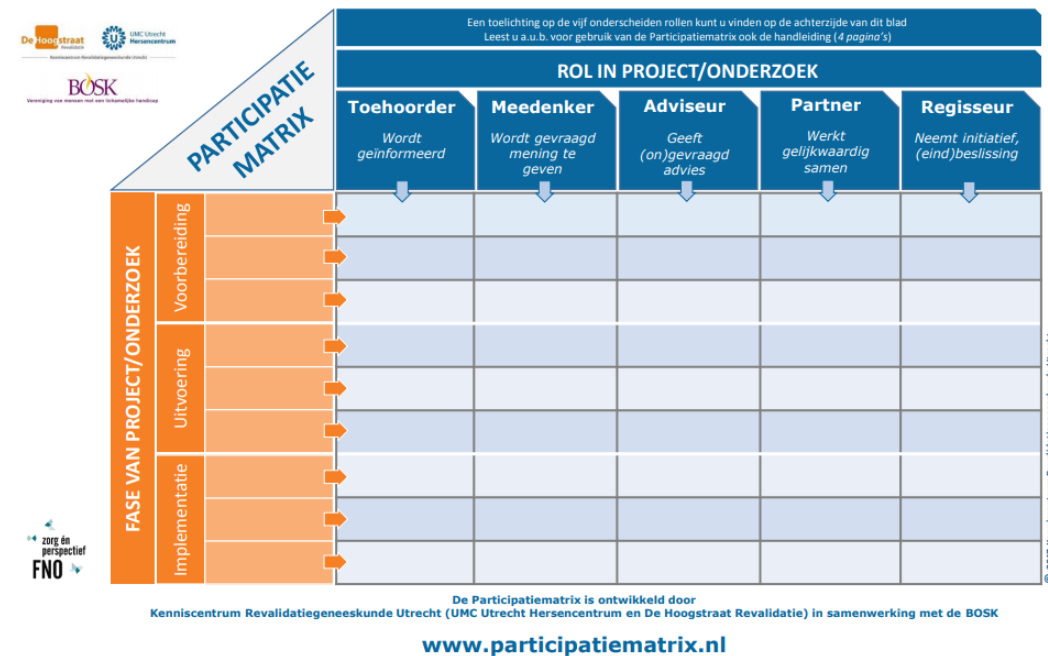 De Hoogstraat
Revalidatie
UMC Utrecht
Hersencentrum
Kenniscentrum Revalidatiegeneeskunde Utrecht
BOSK
Vereniging van mensen met een lichamelijke handicap
PARTICIPATIE
MATRIX
Een toelichting op de vijf onderscheiden rollen kunt u vinden op de achterzijde van dit blad
Leest u a.u.b. voor gebruik van de Participatiematrix ook de handleiding (4 pagina's)
ROL IN PROJECT/ONDERZOEK
Toehoorder
Wordt
geïnformeerd
Meedenker
Wordt gevraagd
mening te
geven
Adviseur
Geeft
(on)gevraagd
advies
Partner
Werkt
gelijkwaardig
samen
Regisseur
Neemt initiatief,
(eind)beslissing
FASE VAN PROJECT/ONDERZOEK
Voorbereiding
Uitvoering
Implementatie
zorg én
perspectief
FNO
De Participatiematrix is ontwikkeld door
Kenniscentrum Revalidatiegeneeskunde Utrecht (UMC Utrecht Hersencentrum en De Hoogstraat Revalidatie) in samenwerking met de BOSK
www.participatiematrix.nl